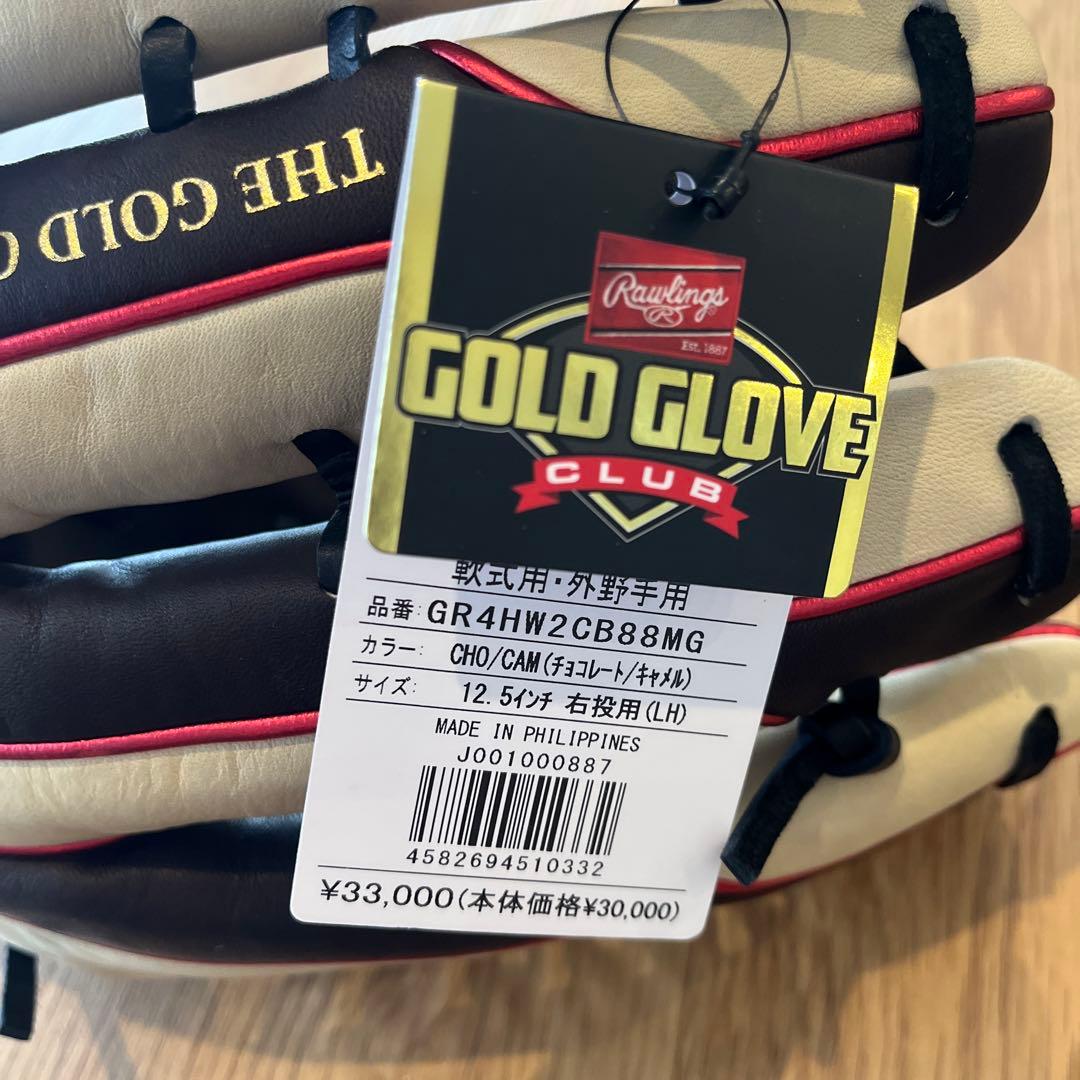 THE GOLD G
Rawlings
R
Est. 1887
GOLD GLOVE
CLUB
軟式用・外野手用
品番: GR4HW2CB88MG
カラー: CHO/CAM(チョコレート/キャメル)
サイズ: 12.5インチ 右投用(LH)
MADE IN PHILIPPINES
J001000887
4582694510332
¥33,000(本体価格¥30,000)